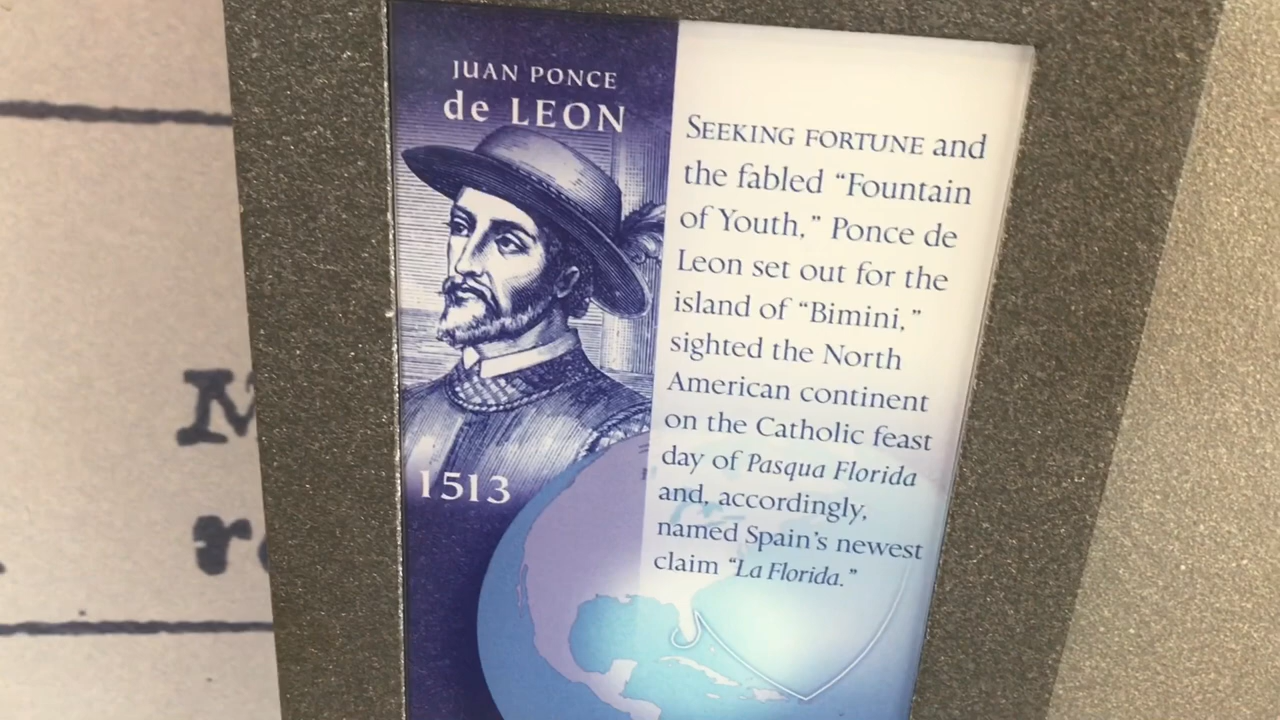 JUAN PONCE
de LEON
1513
SEEKING FORTUNE and
the fabled “Fountain
of Youth,” Ponce de
Leon set out for the
island of “Bimini,”
sighted the North
American continent
on the Catholic feast
day of Pasqua Florida
and, accordingly,
named Spain’s newest
claim “La Florida.”